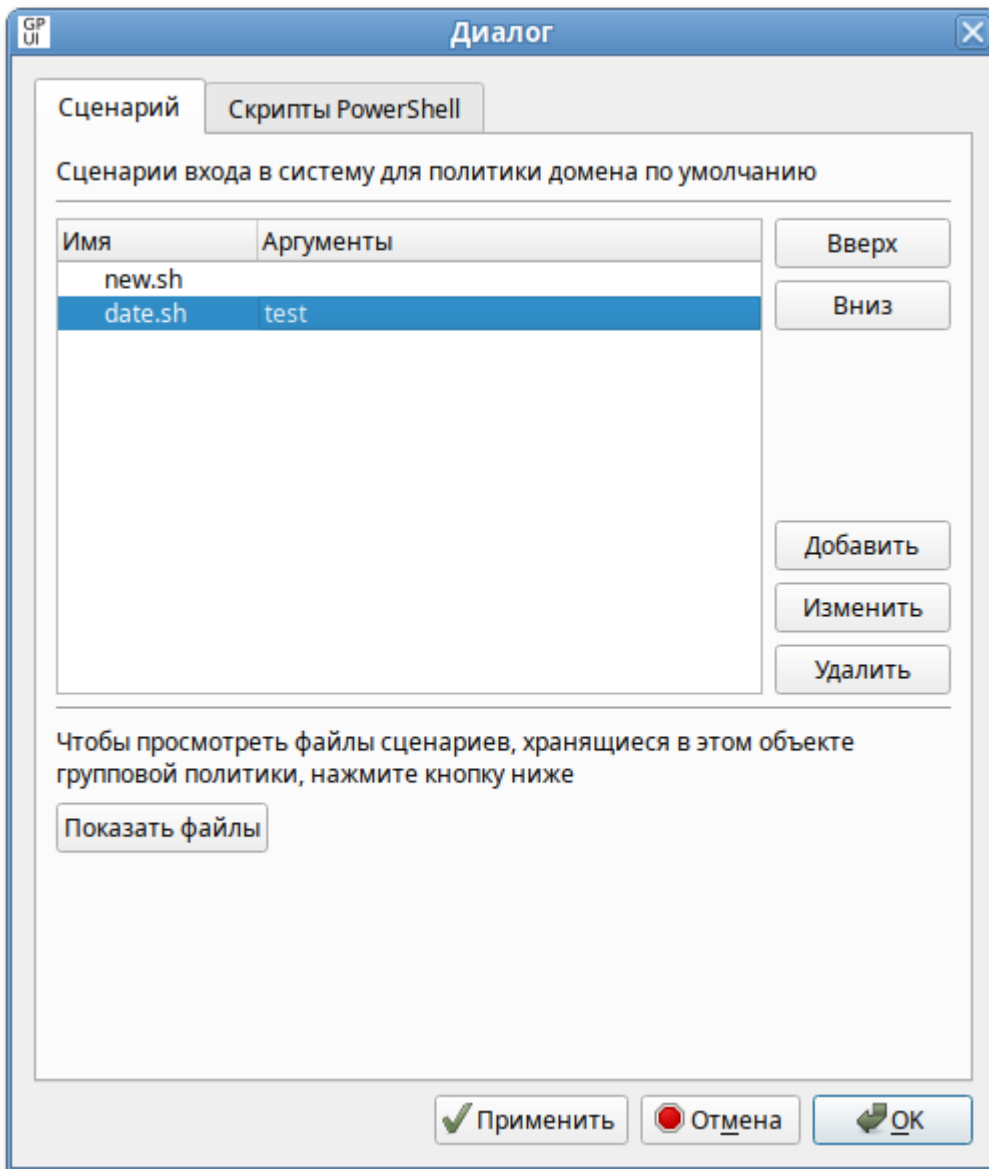 GP
UI
Диалог
Сценарий
Скрипты PowerShell
Сценарии входа в систему для политики домена по умолчанию
Имя Аргументы
new.sh
date.sh test
Вверх
Вниз
Добавить
Изменить
Удалить
Чтобы просмотреть файлы сценариев, хранящиеся в этом объекте
групповой политики, нажмите кнопку ниже
Показать файлы
Применить
Отмена
OK